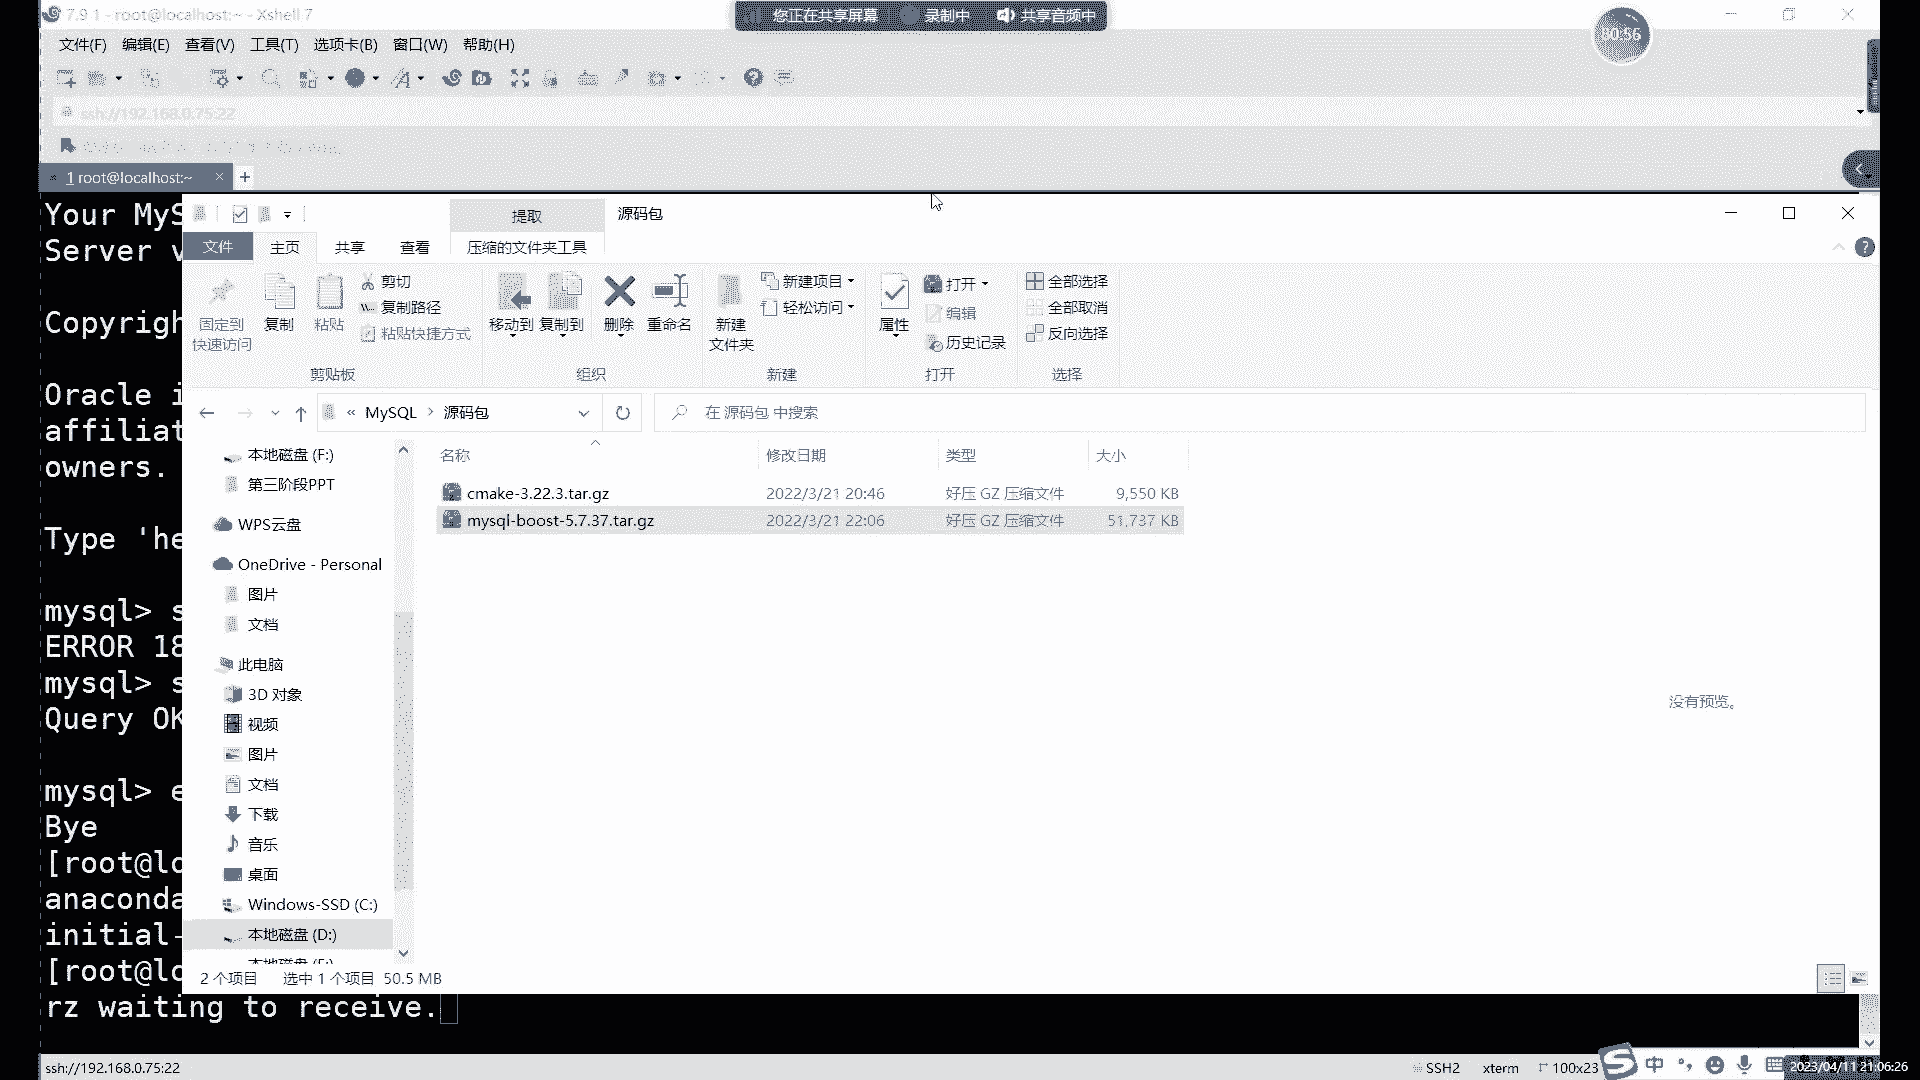 7.9 1 - root@localhost:~ - Xshell 7
您正在共享屏幕 录制中 共享音频中
80:56
文件(F) 编辑(E) 查看(V) 工具(T) 选项卡(B) 窗口(W) 帮助(H)
ssh://192.168.0.75:22
1 root@localhost:~ × +
Your MyS
Server v
Copyrigh
Oracle i
affiliat
owners.
Type 'he
mysql> s
ERROR 18
mysql> s
Query OK
mysql> e
Bye
[root@lo
anaconda
initial-
[root@lo
rz waiting to receive.
提取 源码包
文件 主页 共享 查看 压缩的文件夹工具
固定到快速访问
复制
粘贴
剪切
复制路径
粘贴快捷方式
移动到 复制到 删除 重命名
新建文件夹
新建项目
轻松访问
属性
打开
编辑
历史记录
全部选择
全部取消
反向选择
剪贴板 组织 新建 打开 选择
« MySQL › 源码包
在 源码包 中搜索
本地磁盘 (F:)
第三阶段PPT
WPS云盘
OneDrive - Personal
图片
文档
此电脑
3D 对象
视频
图片
文档
下载
音乐
桌面
Windows-SSD (C:)
本地磁盘 (D:)
名称 修改日期 类型 大小
cmake-3.22.3.tar.gz 2022/3/21 20:46 好压 GZ 压缩文件 9,550 KB
mysql-boost-5.7.37.tar.gz 2022/3/21 22:06 好压 GZ 压缩文件 51,737 KB
没有预览。
2 个项目 选中 1 个项目 50.5 MB
ssh://192.168.0.75:22
SSH2 xterm 100x23
中
2023/04/11 21:06:26